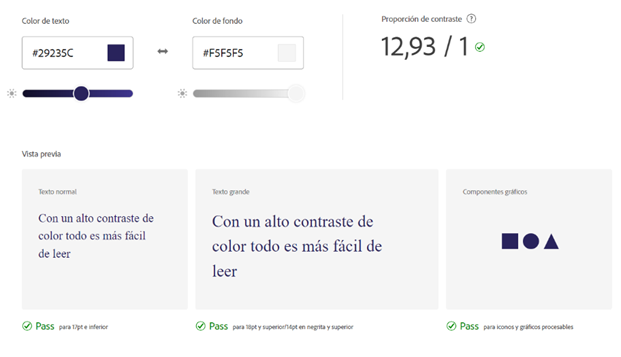 Color de texto
Color de fondo
Proporción de contraste ?
#29235C
#F5F5F5
12,93 / 1
Vista previa
Texto normal
Con un alto contraste de
color todo es más fácil
de leer
Texto grande
Con un alto contraste de
color todo es más fácil de
leer
Componentes gráficos
Pass para 17pt e inferior
Pass para 18pt y superior/14pt en negrita y superior
Pass para iconos y gráficos procesables